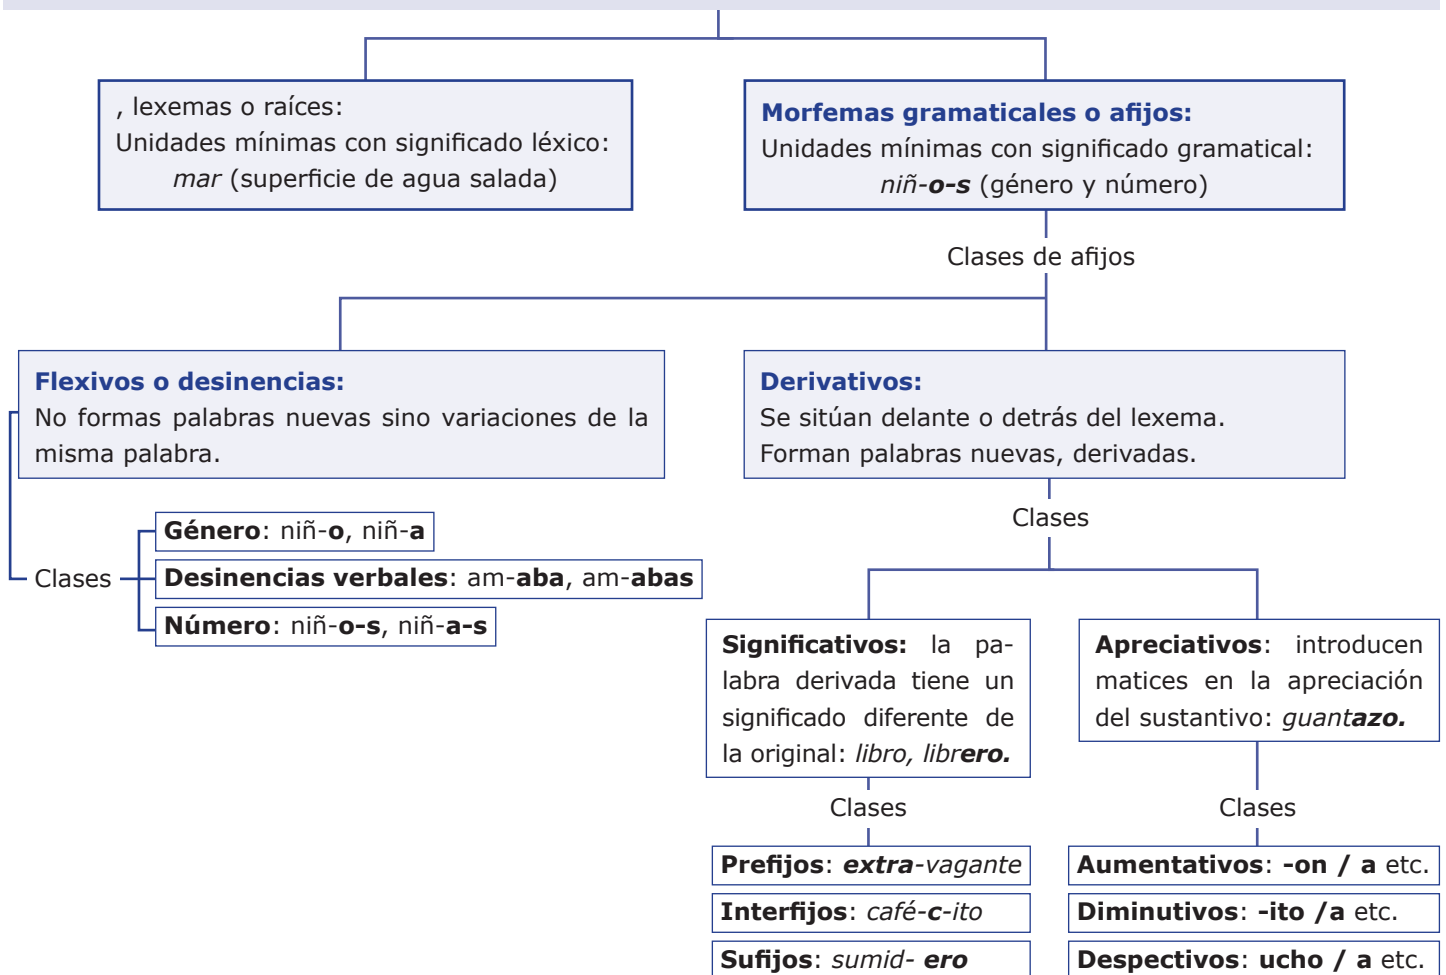 , lexemas o raíces:
Unidades mínimas con significado léxico:
mar (superficie de agua salada)
Morfemas gramaticales o afijos:
Unidades mínimas con significado gramatical:
niñ-o-s (género y número)
Clases de afijos
Flexivos o desinencias:
No formas palabras nuevas sino variaciones de la
misma palabra.
Derivativos:
Se sitúan delante o detrás del lexema.
Forman palabras nuevas, derivadas.
Clases
Género: niñ-o, niñ-a
Desinencias verbales: am-aba, am-abas
Número: niñ-o-s, niñ-a-s
Clases
Significativos: la pa-
labra derivada tiene un
significado diferente de
la original: libro, librero.
Apreciativos: introducen
matices en la apreciación
del sustantivo: guantazo.
Clases
Prefijos: extra-vagante
Interfijos: café-c-ito
Sufijos: sumid- ero
Clases
Aumentativos: -on / a etc.
Diminutivos: -ito /a etc.
Despectivos: ucho / a etc.